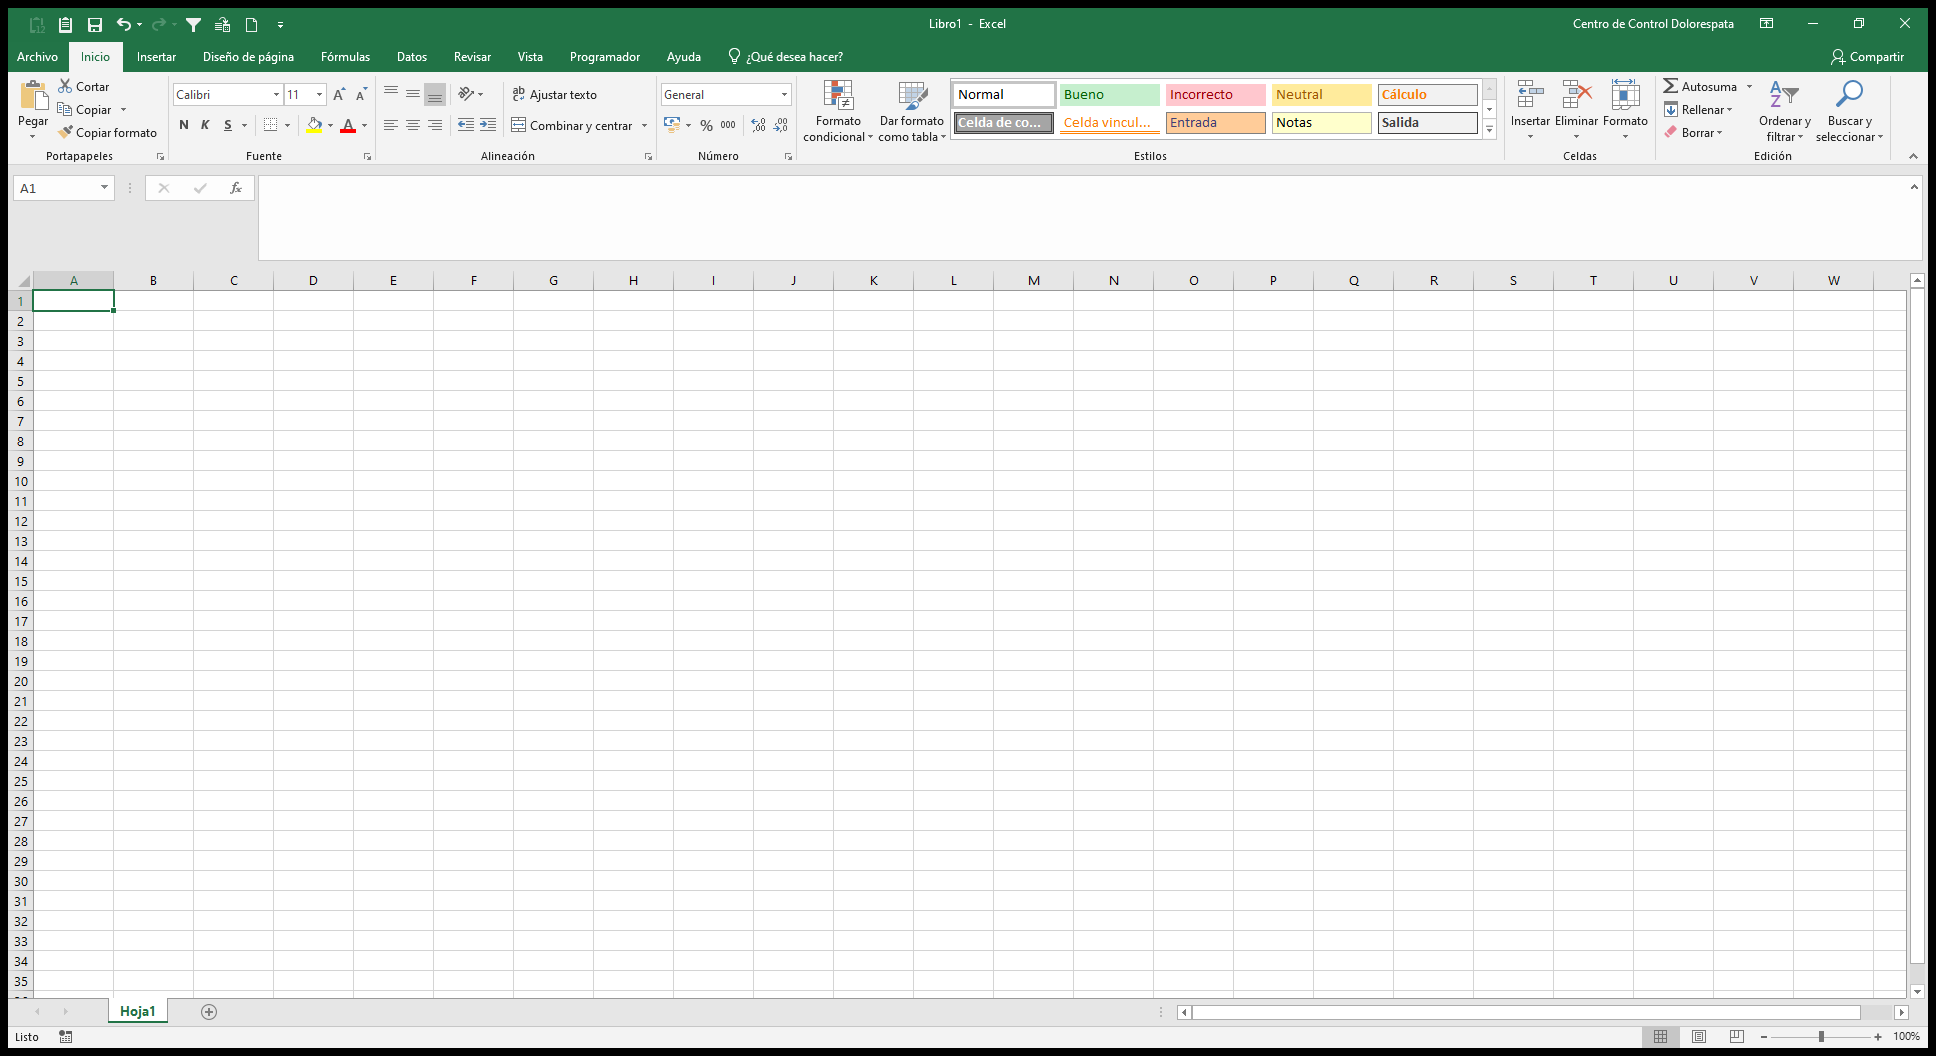 Libro1 - Excel
Centro de Control Dolorespata
Archivo Inicio Insertar Diseño de página Fórmulas Datos Revisar Vista Programador Ayuda ¿Qué desea hacer? Compartir
Pegar
Cortar
Copiar
Copiar formato
Portapapeles
Calibri 11
N K S
Fuente
Ajustar texto
Combinar y centrar
Alineación
General
% 000
Número
Formato condicional
Dar formato como tabla
Normal Bueno Incorrecto Neutral Cálculo
Celda de co... Celda vincul... Entrada Notas Salida
Estilos
Insertar Eliminar Formato
Celdas
Autosuma
Rellenar
Borrar
Ordenar y filtrar
Buscar y seleccionar
Edición
A1 fx
A B C D E F G H I J K L M N O P Q R S T U V W
1
2
3
4
5
6
7
8
9
10
11
12
13
14
15
16
17
18
19
20
21
22
23
24
25
26
27
28
29
30
31
32
33
34
35
Hoja1
Listo
100%